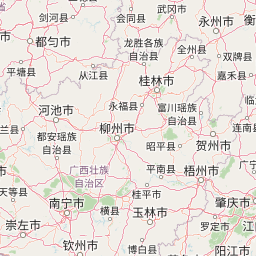 剑河县
会同县
武冈市
永州市
都匀市
龙胜各族
自治县
全州县
双牌县
平塘县
从江县
桂林市
嘉禾县
河池市
永福县
富川瑶族
自治县
连南
柳州市
都安瑶族
自治县
昭平县
贺州市
兰县
广西壮族
自治区
平南县
梧州市
天等县
南宁市
桂平市
横县
玉林市
肇庆市
崇左市
罗定市
钦州市
博白县
阳江市